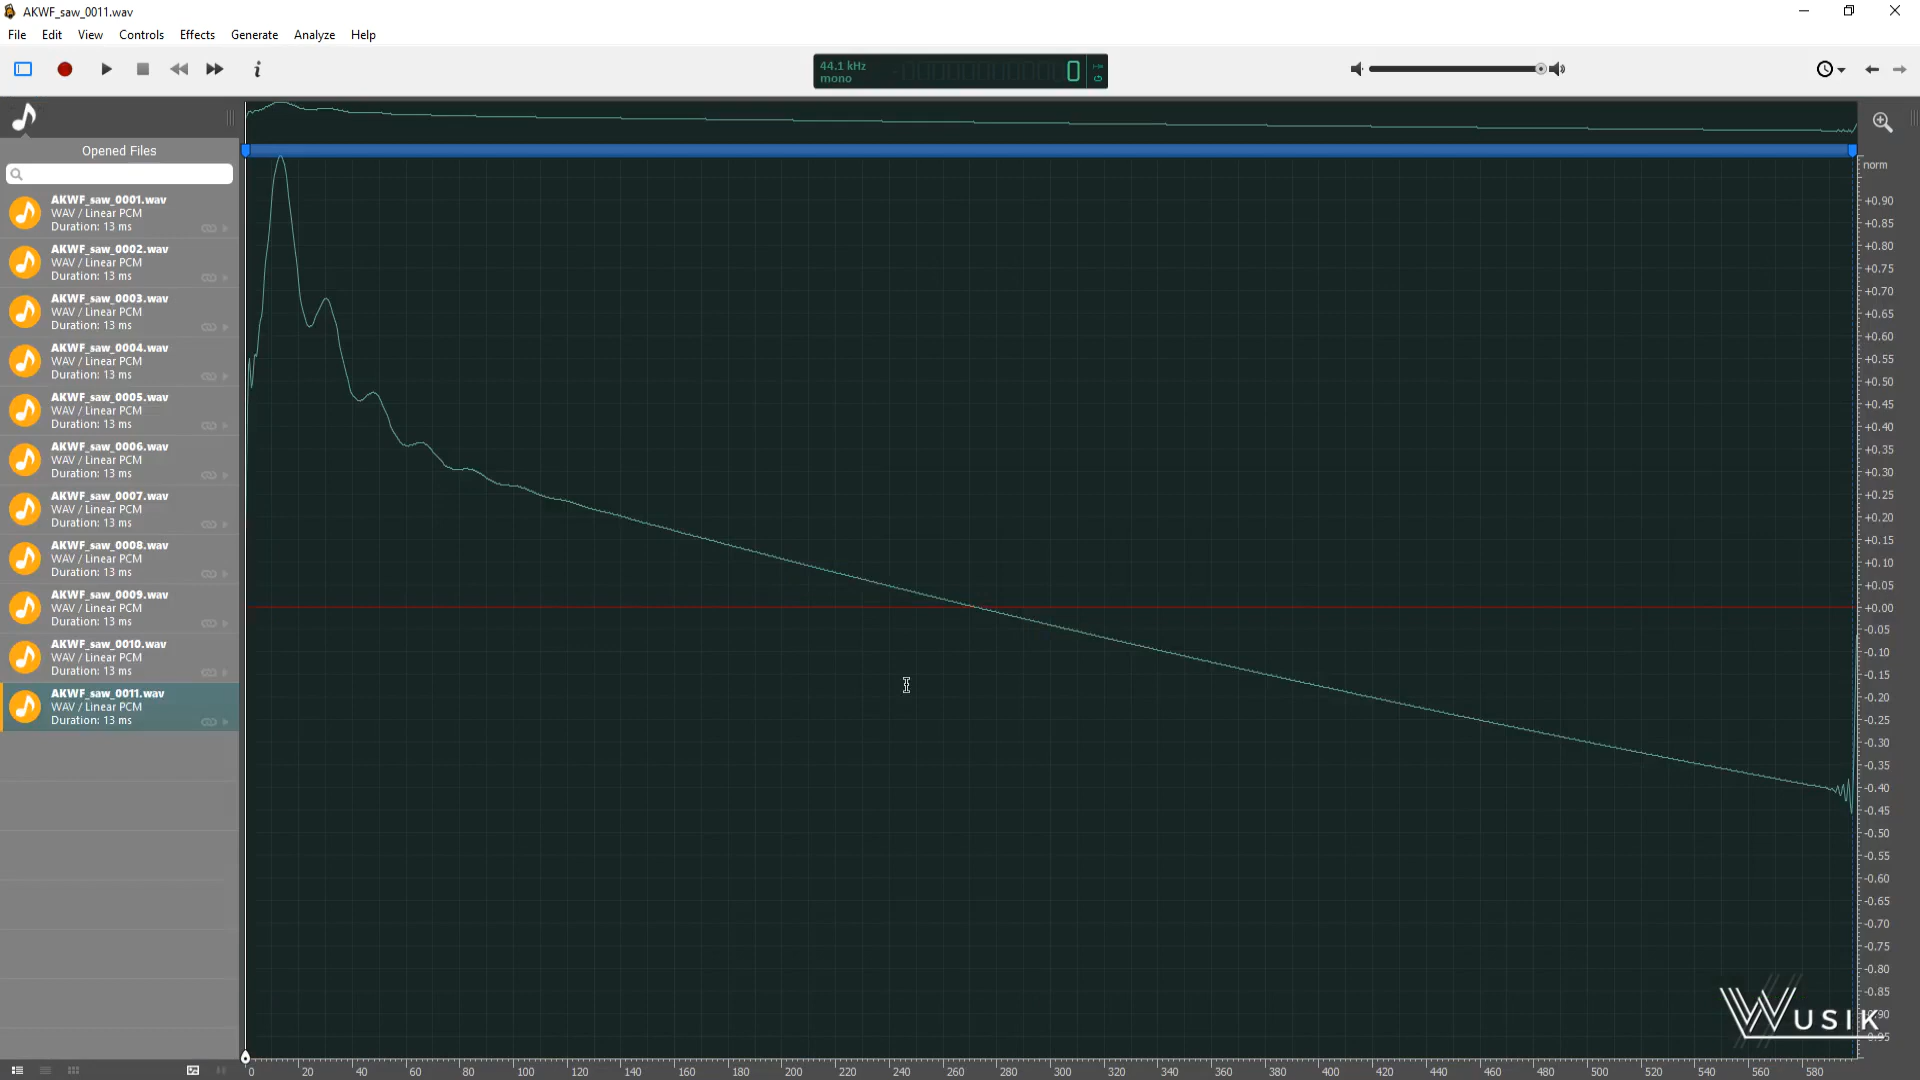 AKWF_saw_0011.wav
File Edit View Controls Effects Generate Analyze Help
44.1 kHz
mono
0
Opened Files
AKWF_saw_0001.wav
WAV / Linear PCM
Duration: 13 ms
AKWF_saw_0002.wav
WAV / Linear PCM
Duration: 13 ms
AKWF_saw_0003.wav
WAV / Linear PCM
Duration: 13 ms
AKWF_saw_0004.wav
WAV / Linear PCM
Duration: 13 ms
AKWF_saw_0005.wav
WAV / Linear PCM
Duration: 13 ms
AKWF_saw_0006.wav
WAV / Linear PCM
Duration: 13 ms
AKWF_saw_0007.wav
WAV / Linear PCM
Duration: 13 ms
AKWF_saw_0008.wav
WAV / Linear PCM
Duration: 13 ms
AKWF_saw_0009.wav
WAV / Linear PCM
Duration: 13 ms
AKWF_saw_0010.wav
WAV / Linear PCM
Duration: 13 ms
AKWF_saw_0011.wav
WAV / Linear PCM
Duration: 13 ms
norm
+0.90
+0.85
+0.80
+0.75
+0.70
+0.65
+0.60
+0.55
+0.50
+0.45
+0.40
+0.35
+0.30
+0.25
+0.20
+0.15
+0.10
+0.05
+0.00
-0.05
-0.10
-0.15
-0.20
-0.25
-0.30
-0.35
-0.40
-0.45
-0.50
-0.55
-0.60
-0.65
-0.70
-0.75
-0.80
-0.85
WUSIK
0 20 40 60 80 100 120 140 160 180 200 220 240 260 280 300 320 340 360 380 400 420 440 460 480 500 520 540 560 580